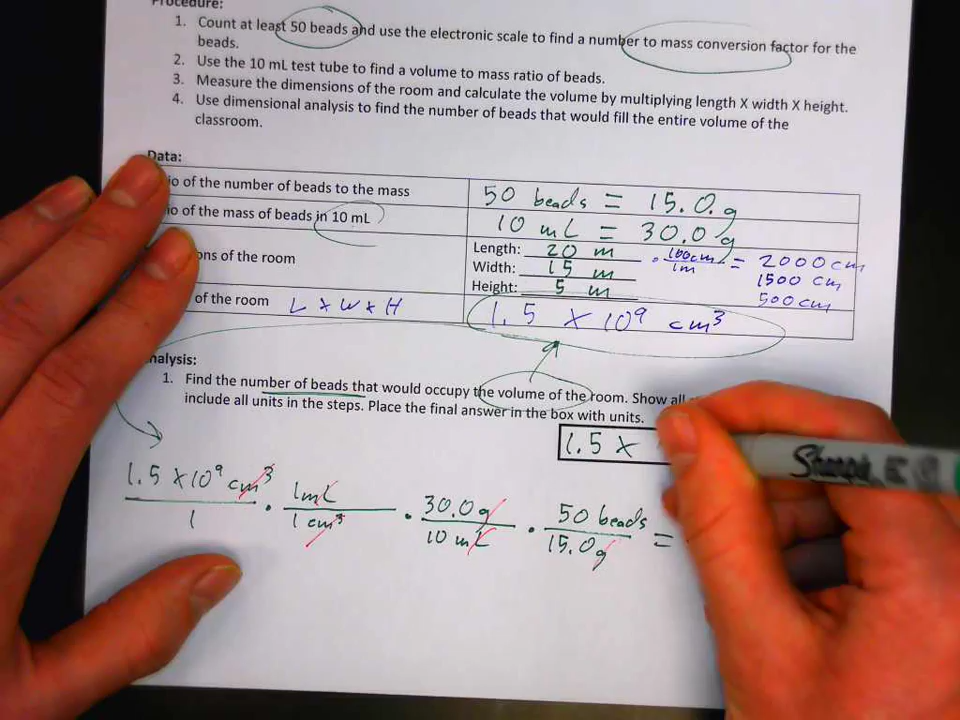 Procedure:
1. Count at least 50 beads and use the electronic scale to find a number to mass conversion factor for the
beads.
2. Use the 10 mL test tube to find a volume to mass ratio of beads.
3. Measure the dimensions of the room and calculate the volume by multiplying length X width X height.
4. Use dimensional analysis to find the number of beads that would fill the entire volume of the
classroom.
Data:
io of the number of beads to the mass 50 beads = 15.0 g
io of the mass of beads in 10 mL 10 mL = 30.0 g
ons of the room
Length: 20 m · 100cm/1m = 2000 cm
Width: 15 m 1500 cm
Height: 5 m 500 cm
of the room L x W x H 1.5 X 10⁹ cm³
nalysis:
1. Find the number of beads that would occupy the volume of the room. Show all
include all units in the steps. Place the final answer in the box with units.
1.5 x
1.5 X 10⁹ cm³ 1mL 30.0g 50 beads
1 · 1 cm³ · 10 mL · 15.0g =
Sharpie